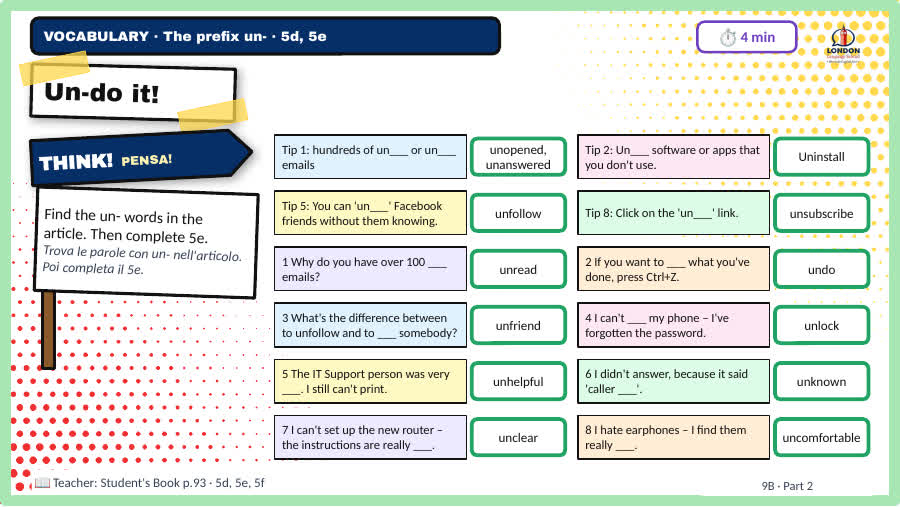 VOCABULARY · The prefix un- · 5d, 5e
⏱️ 4 min
LONDON
Un-do it!
THINK! PENSA!
Find the un- words in the
article. Then complete 5e.
Trova le parole con un- nell'articolo.
Poi completa il 5e.
Tip 1: hundreds of un___ or un___
emails
unopened,
unanswered
Tip 2: Un___ software or apps that
you don't use.
Uninstall
Tip 5: You can 'un___' Facebook
friends without them knowing.
unfollow
Tip 8: Click on the 'un___' link.
unsubscribe
1 Why do you have over 100 ___
emails?
unread
2 If you want to ___ what you've
done, press Ctrl+Z.
undo
3 What's the difference between
to unfollow and to ___ somebody?
unfriend
4 I can't ___ my phone – I've
forgotten the password.
unlock
5 The IT Support person was very
___. I still can't print.
unhelpful
6 I didn't answer, because it said
'caller ___'.
unknown
7 I can't set up the new router –
the instructions are really ___.
unclear
8 I hate earphones – I find them
really ___.
uncomfortable
📖 Teacher: Student's Book p.93 · 5d, 5e, 5f
9B · Part 2